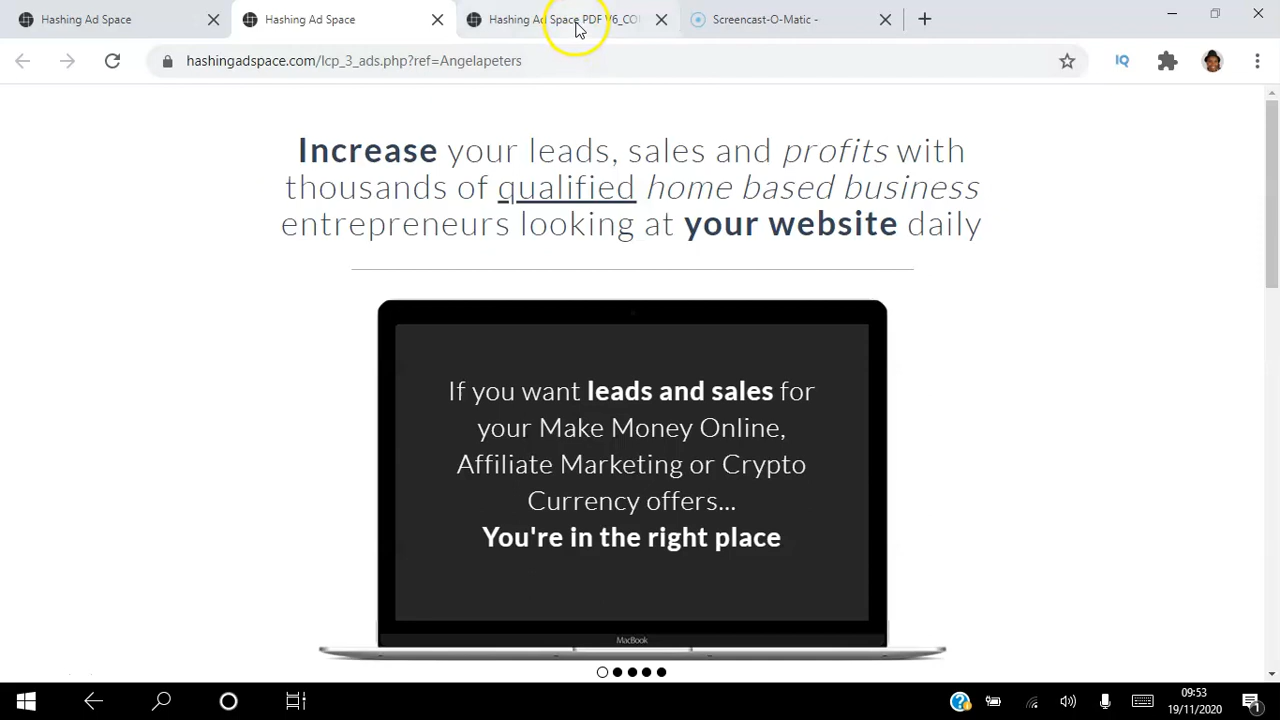 Hashing Ad Space
Hashing Ad Space
Hashing Ad Space PDF V6_CO
Screencast-O-Matic -
hashingadspace.com/lcp_3_ads.php?ref=Angelapeters
IQ
Increase your leads, sales and profits with
thousands of qualified home based business
entrepreneurs looking at your website daily
If you want leads and sales for
your Make Money Online,
Affiliate Marketing or Crypto
Currency offers...
You're in the right place
MacBook
09:53
19/11/2020
1